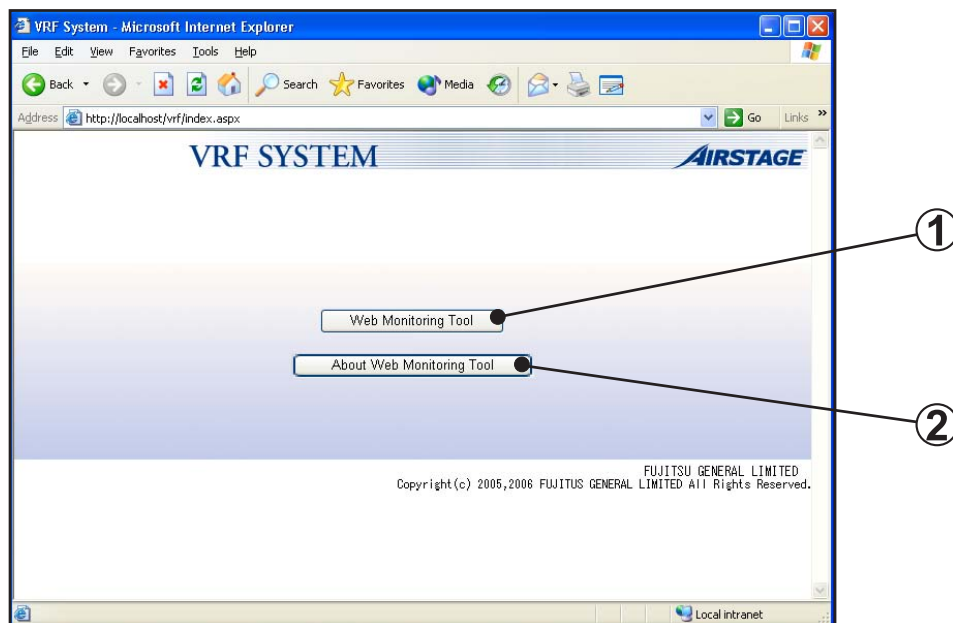 VRF System - Microsoft Internet Explorer
File Edit View Favorites Tools Help
Back Search Favorites Media
Address http://localhost/vrf/index.aspx Go Links »
VRF SYSTEM AIRSTAGE
1
Web Monitoring Tool
About Web Monitoring Tool
2
FUJITSU GENERAL LIMITED
Copyright(c) 2005,2006 FUJITUS GENERAL LIMITED All Rights Reserved.
Local intranet